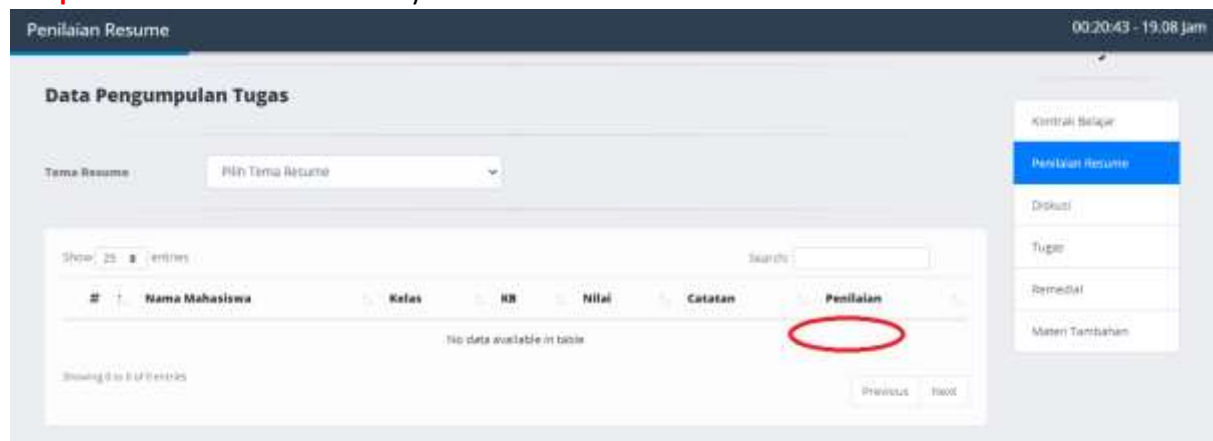 Penilaian Resume
00:20:43 - 19.08 Jam
Data Pengumpulan Tugas
Tema Resume
Pilih Tema Resume
Show 25 entries
Search:
# Nama Mahasiswa Kelas KB Nilai Catatan Penilaian
No data available in table
Showing 0 to 0 of 0 entries
Previous Next
Kontrak Belajar
Penilaian Resume
Diskusi
Tugas
Remedial
Materi Tambahan